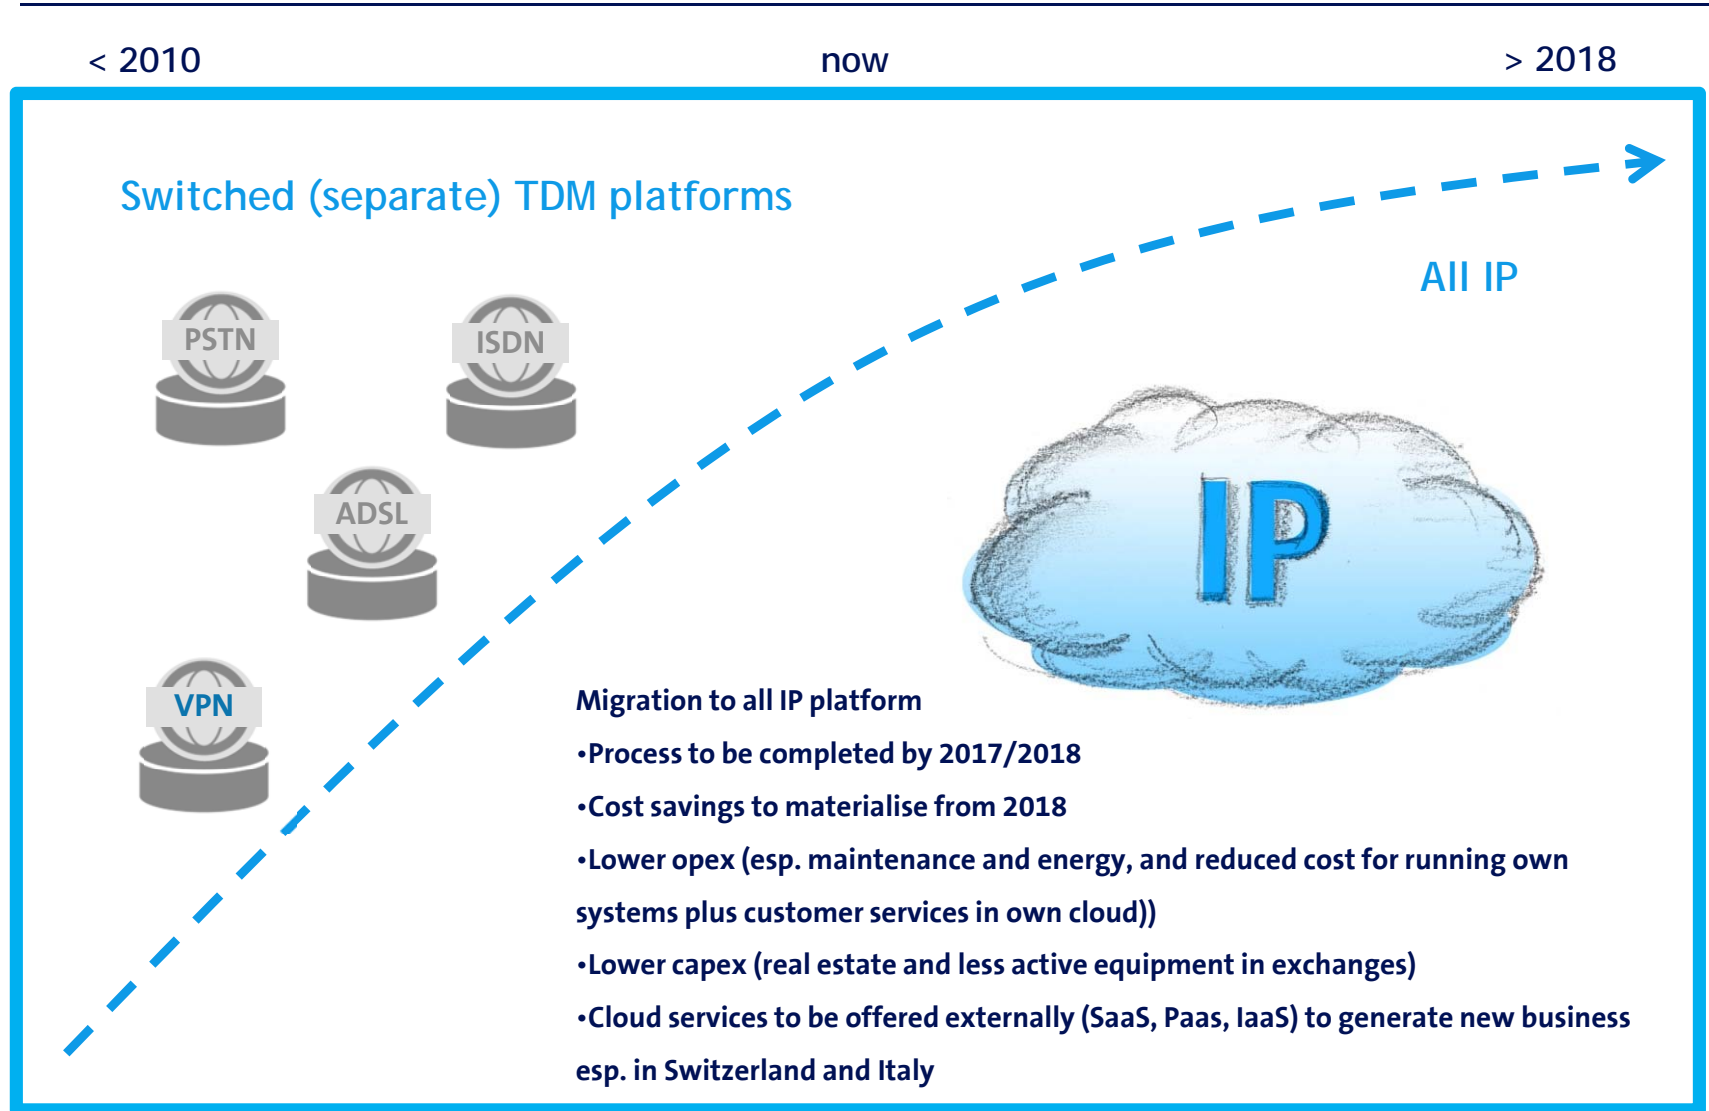 < 2010
now
> 2018
Switched (separate) TDM platforms
All IP
PSTN
ISDN
ADSL
VPN
IP
Migration to all IP platform
•Process to be completed by 2017/2018
•Cost savings to materialise from 2018
•Lower opex (esp. maintenance and energy, and reduced cost for running own
systems plus customer services in own cloud))
•Lower capex (real estate and less active equipment in exchanges)
•Cloud services to be offered externally (SaaS, Paas, IaaS) to generate new business
esp. in Switzerland and Italy